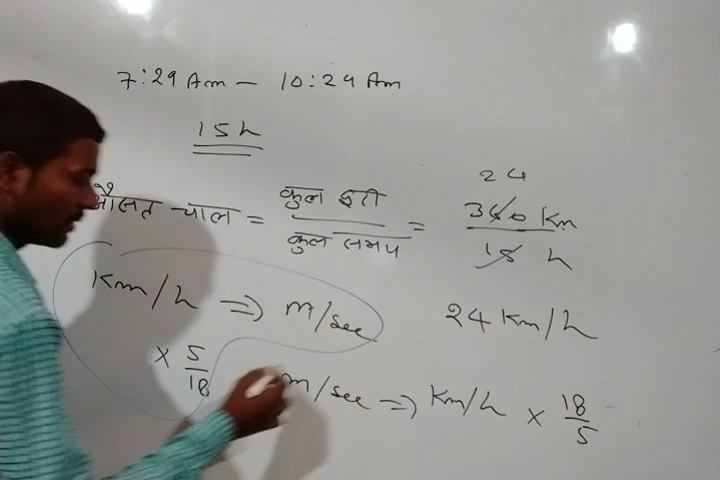 7:29 Am - 10:29 Am
15h
औसत चाल = कुल दूरी / कुल समय = 360 Km / 15 h
24
24 Km/h
Km/h ⇒ m/sec
× 5/18
m/sec ⇒ Km/h × 18/5